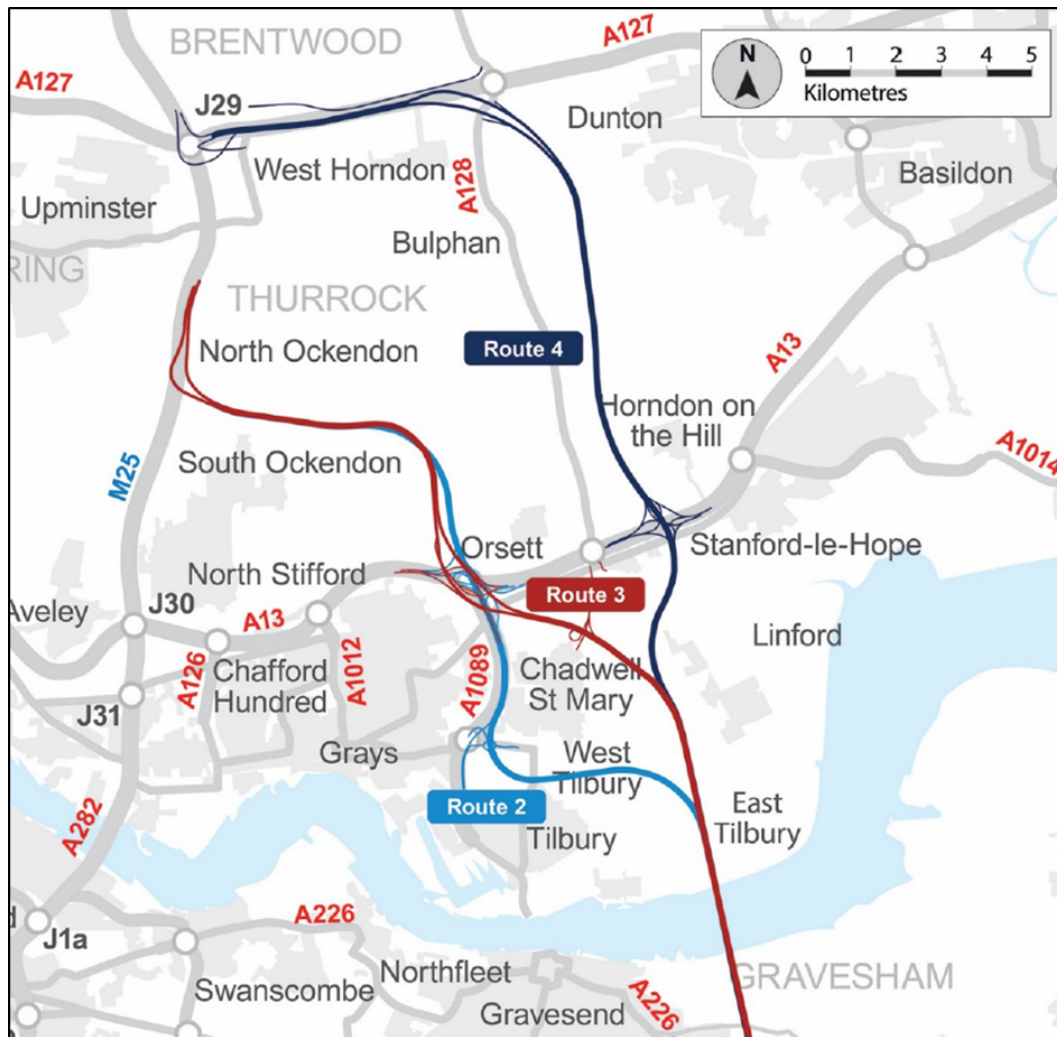 BRENTWOOD
A127
A127
N
0 1 2 3 4 5
Kilometres
J29
Dunton
West Horndon
A128
Basildon
Upminster
Bulphan
RING
THURROCK
North Ockendon
Route 4
A13
Horndon on
the Hill
South Ockendon
A1014
M25
Orsett
Stanford-le-Hope
North Stifford
Route 3
Aveley
J30
A13
Linford
A126
Chafford
Hundred
A1012
A1089
Chadwell
St Mary
J31
Grays
West
Tilbury
Route 2
East
Tilbury
Tilbury
A282
A226
J1a
Northfleet
GRAVESHAM
Swanscombe
A226
Gravesend